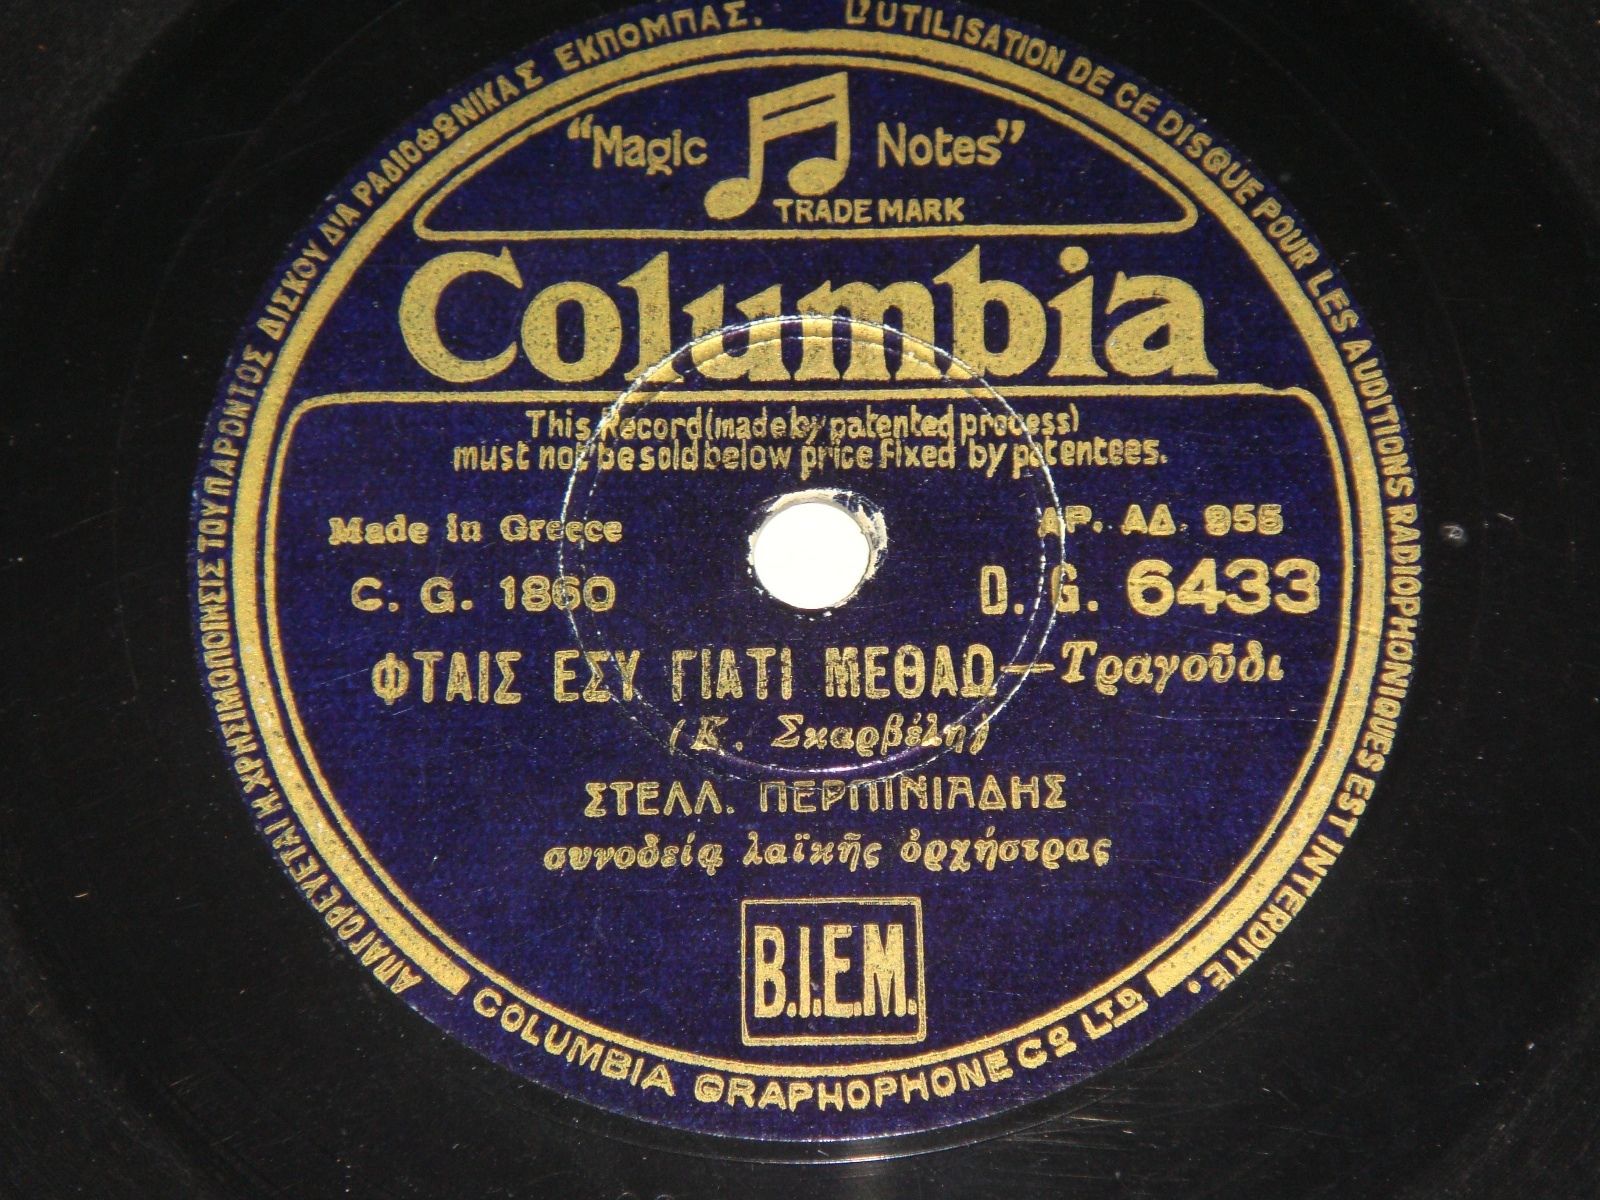 ΑΠΑΓΟΡΕΥΕΤΑΙ Η ΧΡΗΣΙΜΟΠΟΙΗΣΙΣ ΤΟΥ ΠΑΡΟΝΤΟΣ ΔΙΣΚΟΥ ΔΙΑ ΡΑΔΙΟΦΩΝΙΚΑΣ ΕΚΠΟΜΠΑΣ.
L'UTILISATION DE CE DISQUE POUR LES AUDITIONS RADIOPHONIQUES EST INTERDITE.
"Magic Notes"
TRADE MARK
Columbia
This Record (made by patented process)
must not be sold below price fixed by patentees.
Made in Greece ΑΡ. ΑΔ. 955
C. G. 1860 D. G. 6433
ΦΤΑΙΣ ΕΣΥ ΓΙΑΤΙ ΜΕΘΑΩ—Τραγοῦδι
(Κ. Σκαρβέλη)
ΣΤΕΛΛ. ΠΕΡΠΙΝΙΑΔΗΣ
συνοδείᾳ λαϊκῆς ὀρχήστρας
B.I.E.M.
COLUMBIA GRAPHOPHONE Co LTD